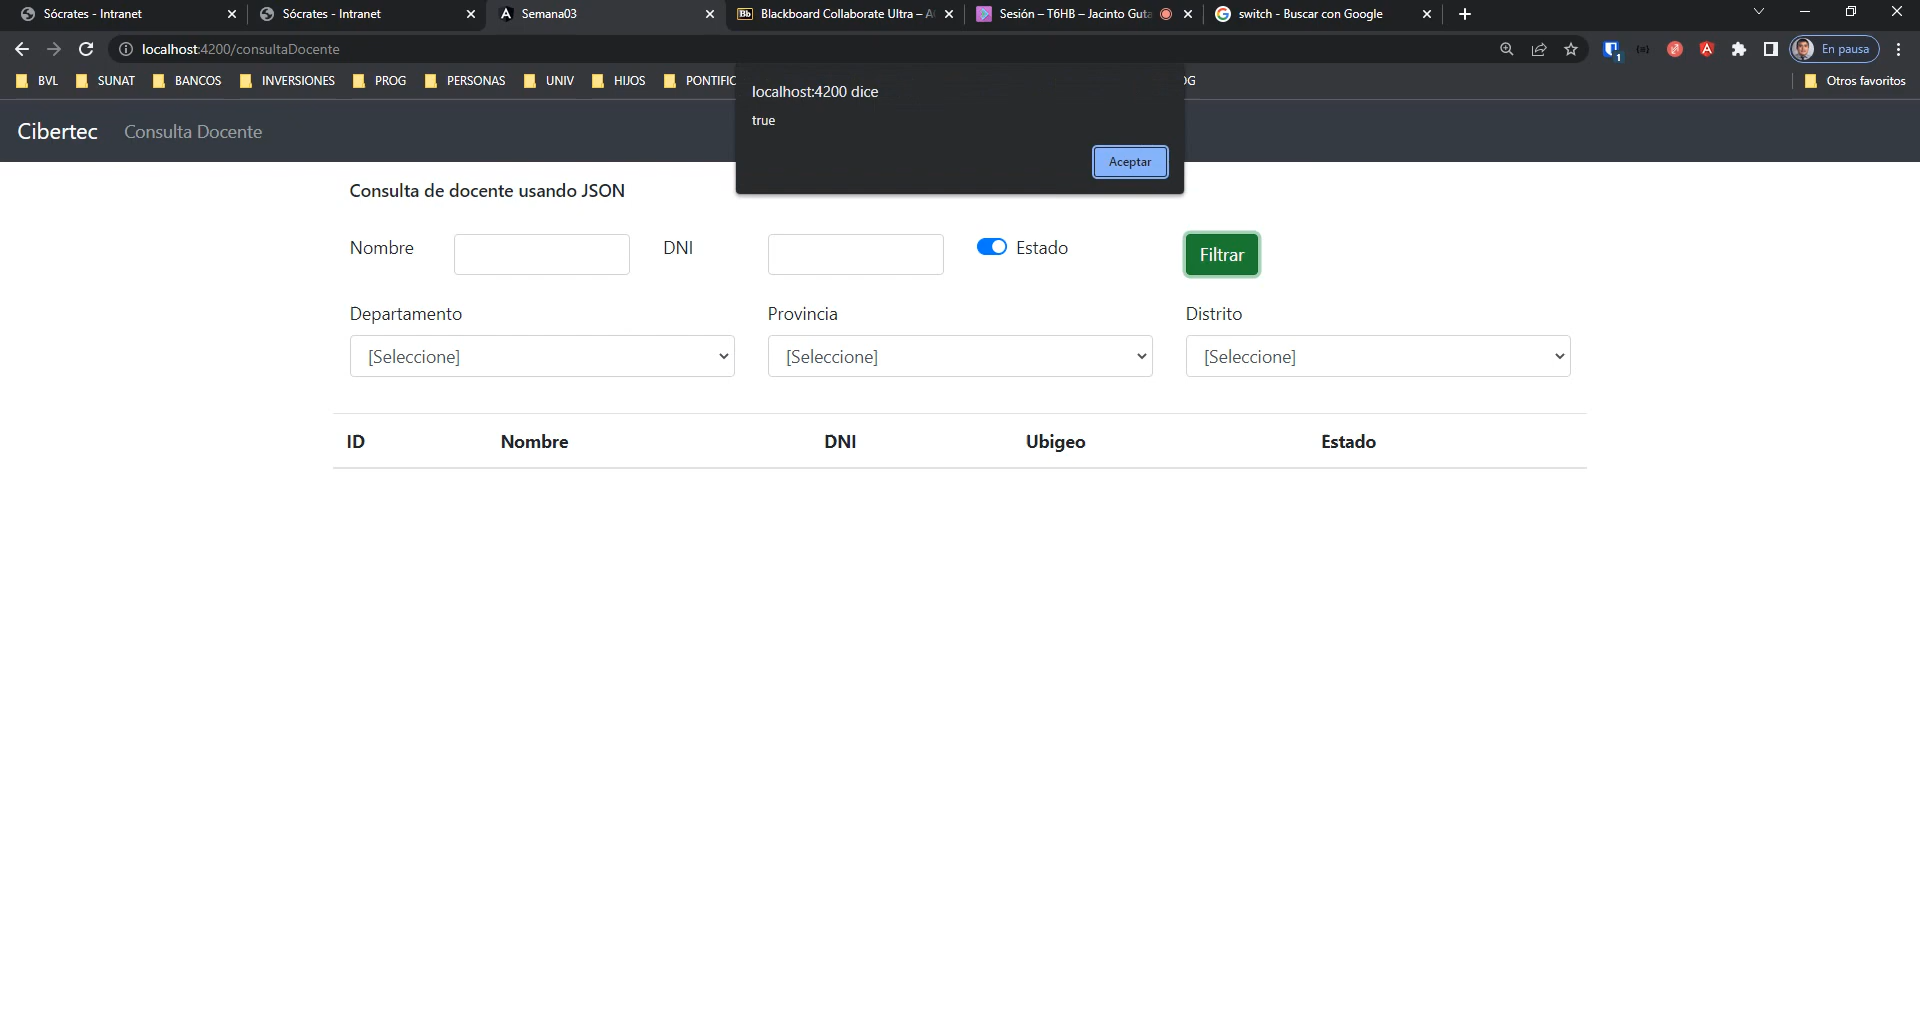 Sócrates - Intranet
Sócrates - Intranet
Semana03
Blackboard Collaborate Ultra – A
Sesión – T6HB – Jacinto Guta
switch - Buscar con Google
localhost:4200/consultaDocente
1
En pausa
BVL
SUNAT
BANCOS
INVERSIONES
PROG
PERSONAS
UNIV
HIJOS
PONTIFIC
OG
Otros favoritos
localhost:4200 dice
true
Aceptar
Cibertec
Consulta Docente
Consulta de docente usando JSON
Nombre
DNI
Estado
Filtrar
Departamento
Provincia
Distrito
[Seleccione]
[Seleccione]
[Seleccione]
ID
Nombre
DNI
Ubigeo
Estado